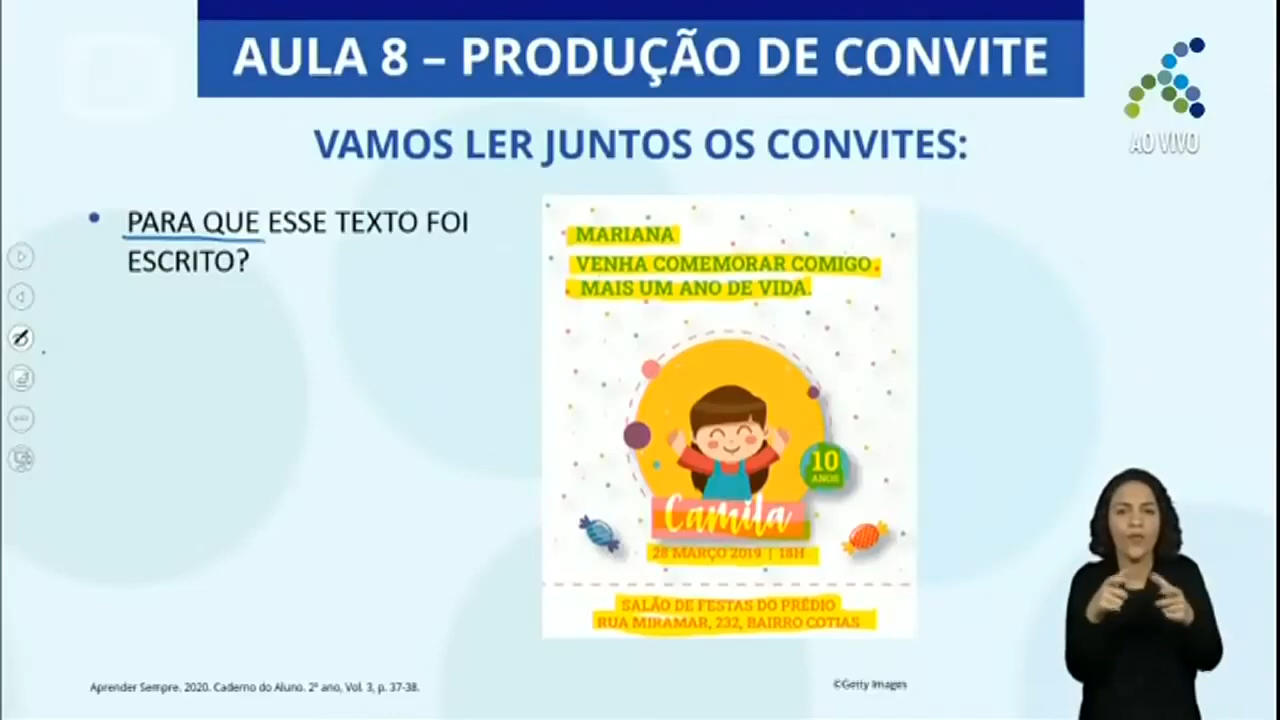 AULA 8 – PRODUÇÃO DE CONVITE
AO VIVO
VAMOS LER JUNTOS OS CONVITES:
• PARA QUE ESSE TEXTO FOI
ESCRITO?
MARIANA
VENHA COMEMORAR COMIGO
MAIS UM ANO DE VIDA.
10
ANOS
Camila
28 MARÇO 2019 | 18H
SALÃO DE FESTAS DO PRÉDIO
RUA MIRAMAR, 232, BAIRRO COTIAS
Aprender Sempre. 2020. Caderno do Aluno. 2º ano, Vol. 3, p. 37-38.
©Getty Images